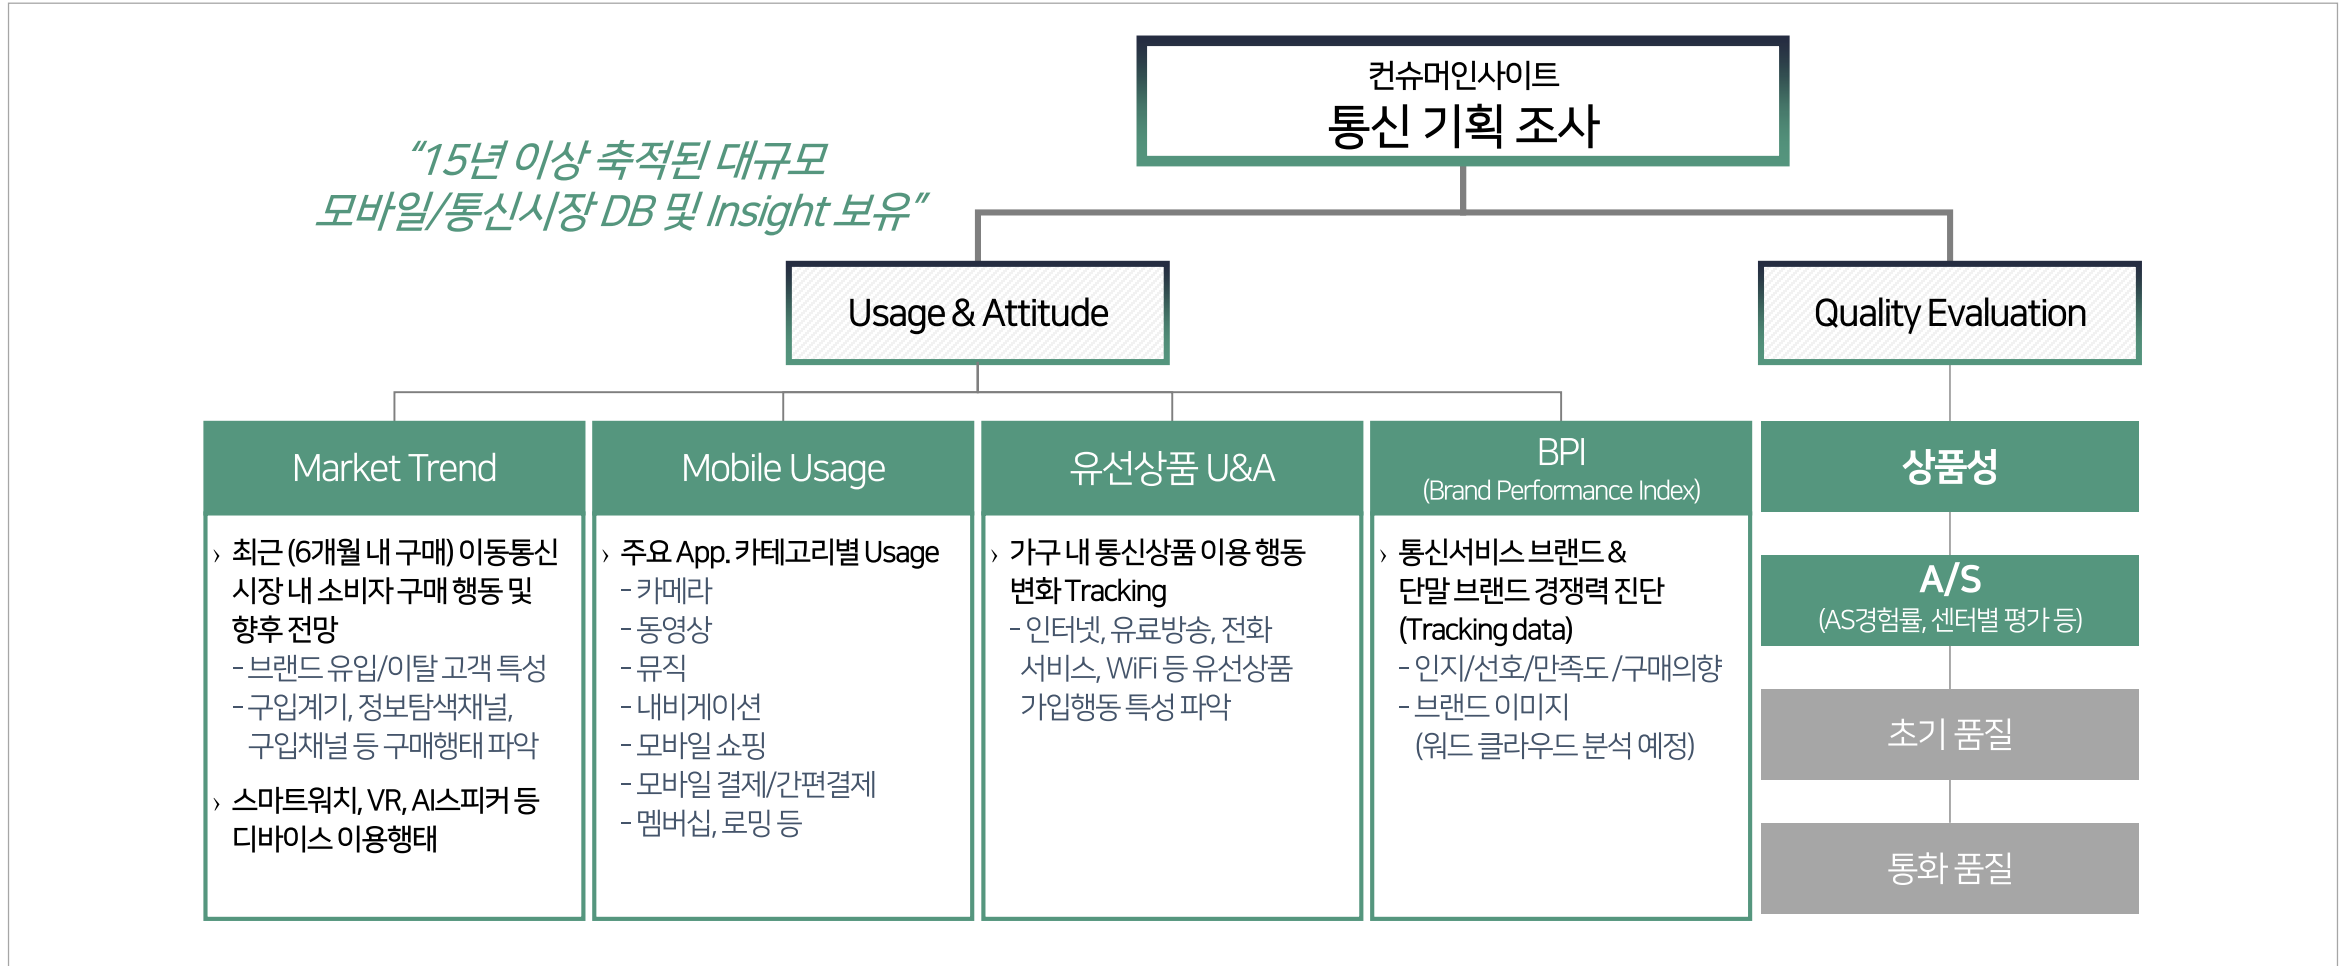 컨슈머인사이트
통신 기획 조사
“15년 이상 축적된 대규모
모바일/통신시장 DB 및 Insight 보유”
Usage & Attitude
Quality Evaluation
Market Trend
› 최근 (6개월 내 구매) 이동통신
시장 내 소비자 구매 행동 및
향후 전망
- 브랜드 유입/이탈 고객 특성
- 구입계기, 정보탐색채널,
구입채널 등 구매행태 파악
› 스마트워치, VR, AI스피커 등
디바이스 이용행태
Mobile Usage
› 주요 App. 카테고리별 Usage
- 카메라
- 동영상
- 뮤직
- 내비게이션
- 모바일 쇼핑
- 모바일 결제/간편결제
- 멤버십, 로밍 등
유선상품 U&A
› 가구 내 통신상품 이용 행동
변화 Tracking
- 인터넷, 유료방송, 전화
서비스, WiFi 등 유선상품
가입행동 특성 파악
BPI
(Brand Performance Index)
› 통신서비스 브랜드 &
단말 브랜드 경쟁력 진단
(Tracking data)
- 인지/선호/만족도 /구매의향
- 브랜드 이미지
(워드 클라우드 분석 예정)
상품성
A/S
(AS경험률, 센터별 평가 등)
초기 품질
통화 품질